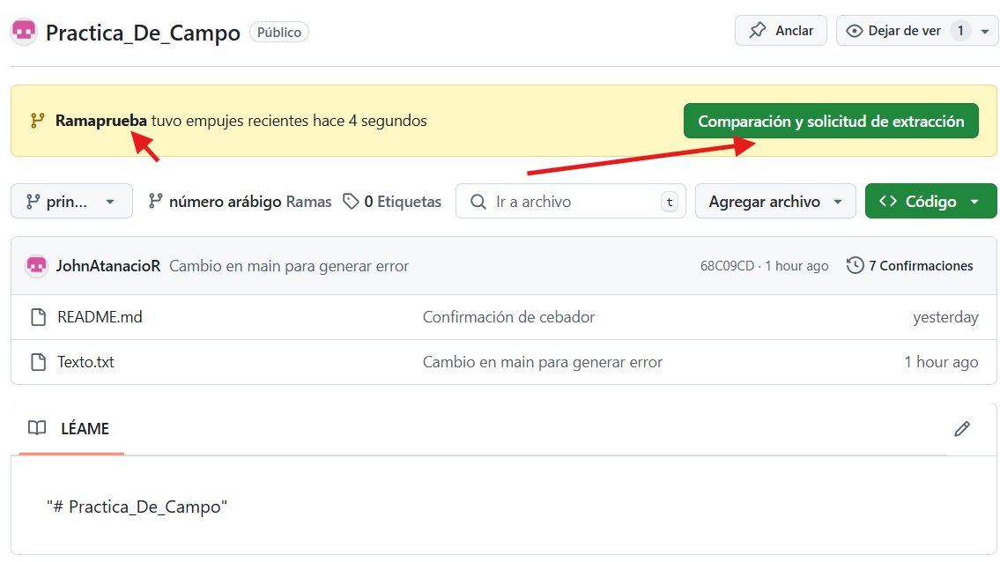 Practica_De_Campo Público Anclar Dejar de ver 1
Ramaprueba tuvo empujes recientes hace 4 segundos Comparación y solicitud de extracción
prin... número arábigo Ramas 0 Etiquetas Ir a archivo t Agregar archivo <> Código
JohnAtanacioR Cambio en main para generar error 68C09CD · 1 hour ago 7 Confirmaciones
README.md Confirmación de cebador yesterday
Texto.txt Cambio en main para generar error 1 hour ago
LÉAME
"# Practica_De_Campo"